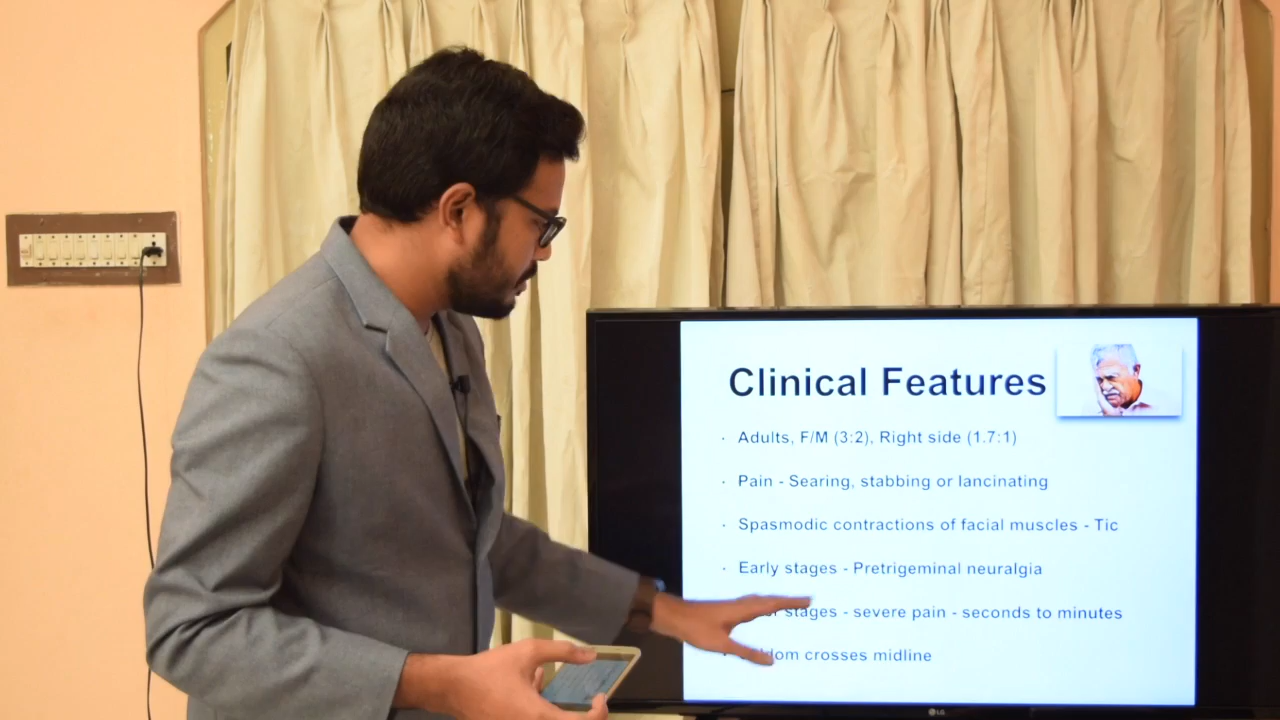 Clinical Features
· Adults, F/M (3:2), Right side (1.7:1)
· Pain - Searing, stabbing or lancinating
· Spasmodic contractions of facial muscles - Tic
· Early stages - Pretrigeminal neuralgia
stages - severe pain - seconds to minutes
crosses midline
LG